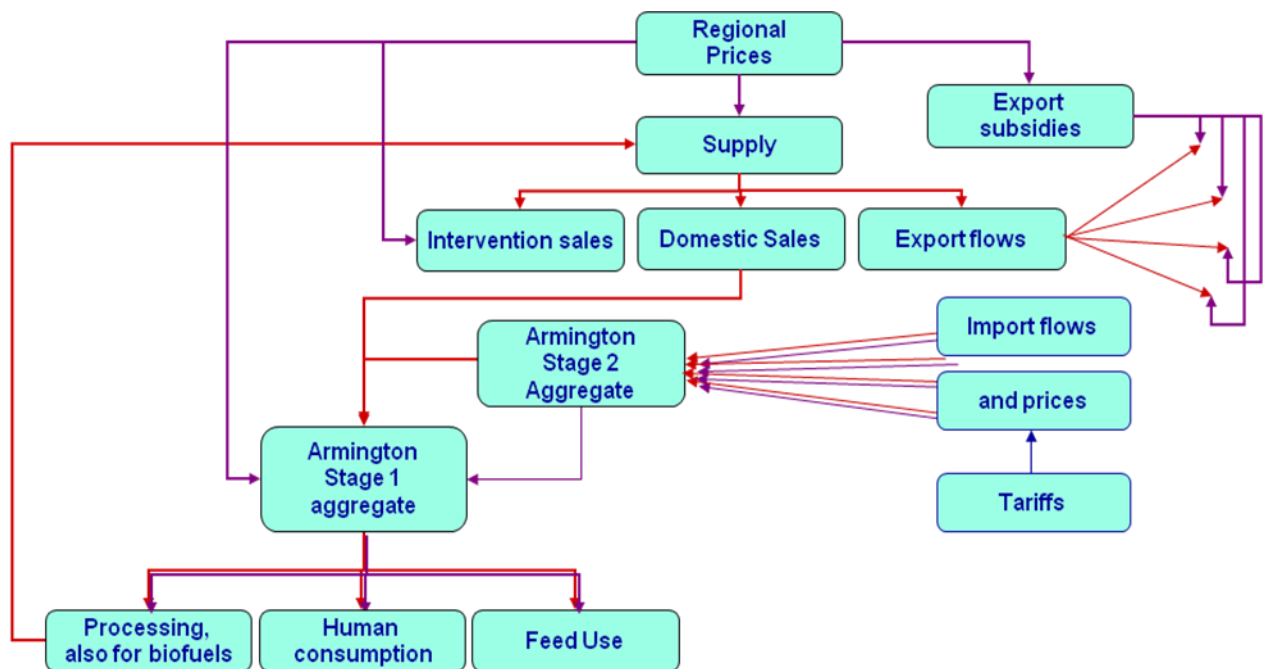 Regional
Prices
Export
subsidies
Supply
Intervention sales
Domestic Sales
Export flows
Armington
Stage 2
Aggregate
Import flows
and prices
Armington
Stage 1
aggregate
Tariffs
Processing,
also for biofuels
Human
consumption
Feed Use